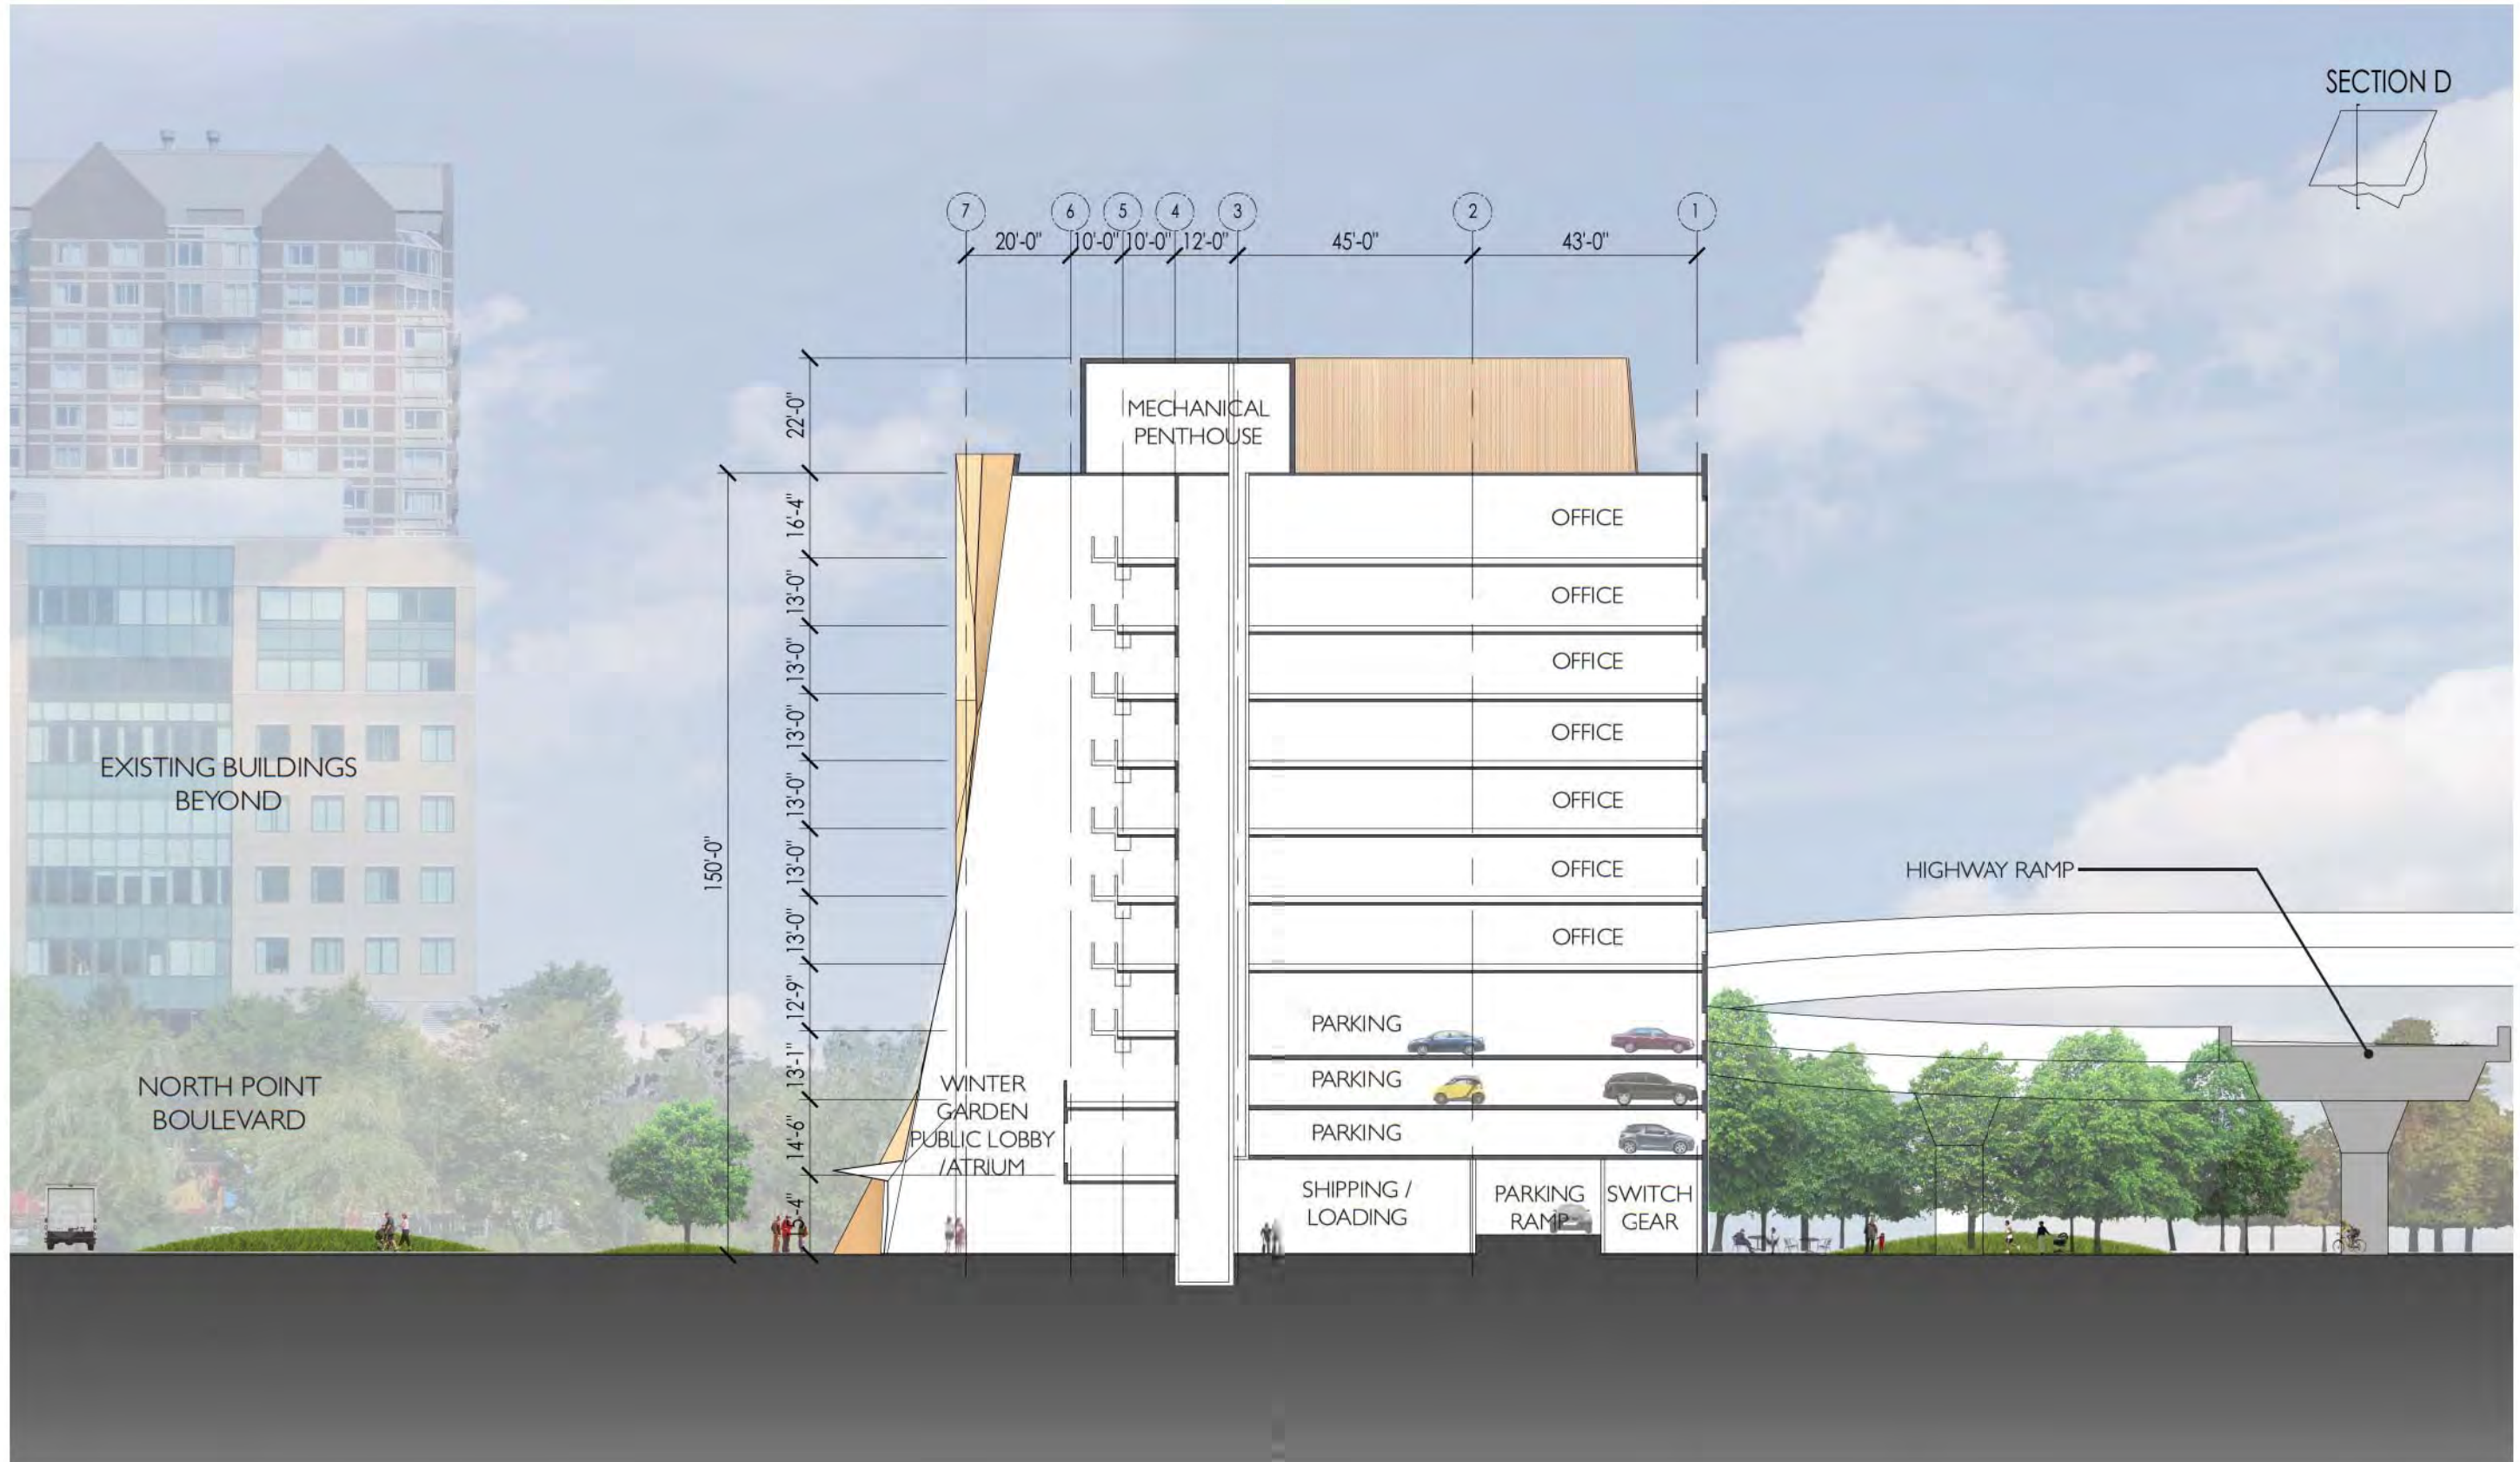 SECTION D
7 6 5 4 3 2 1
20'-0" 10'-0" 10'-0" 12'-0" 45'-0" 43'-0"
22'-0"
MECHANICAL
PENTHOUSE
16'-4"
OFFICE
13'-0"
OFFICE
13'-0"
OFFICE
13'-0"
OFFICE
EXISTING BUILDINGS
BEYOND
13'-0"
OFFICE
150'-0"
13'-0"
OFFICE
HIGHWAY RAMP
13'-0"
OFFICE
12'-9"
PARKING
13'-1"
PARKING
NORTH POINT
BOULEVARD
WINTER
GARDEN
PUBLIC LOBBY
/ATRIUM
14'-6"
PARKING
SHIPPING /
LOADING
PARKING
RAMP
SWITCH
GEAR